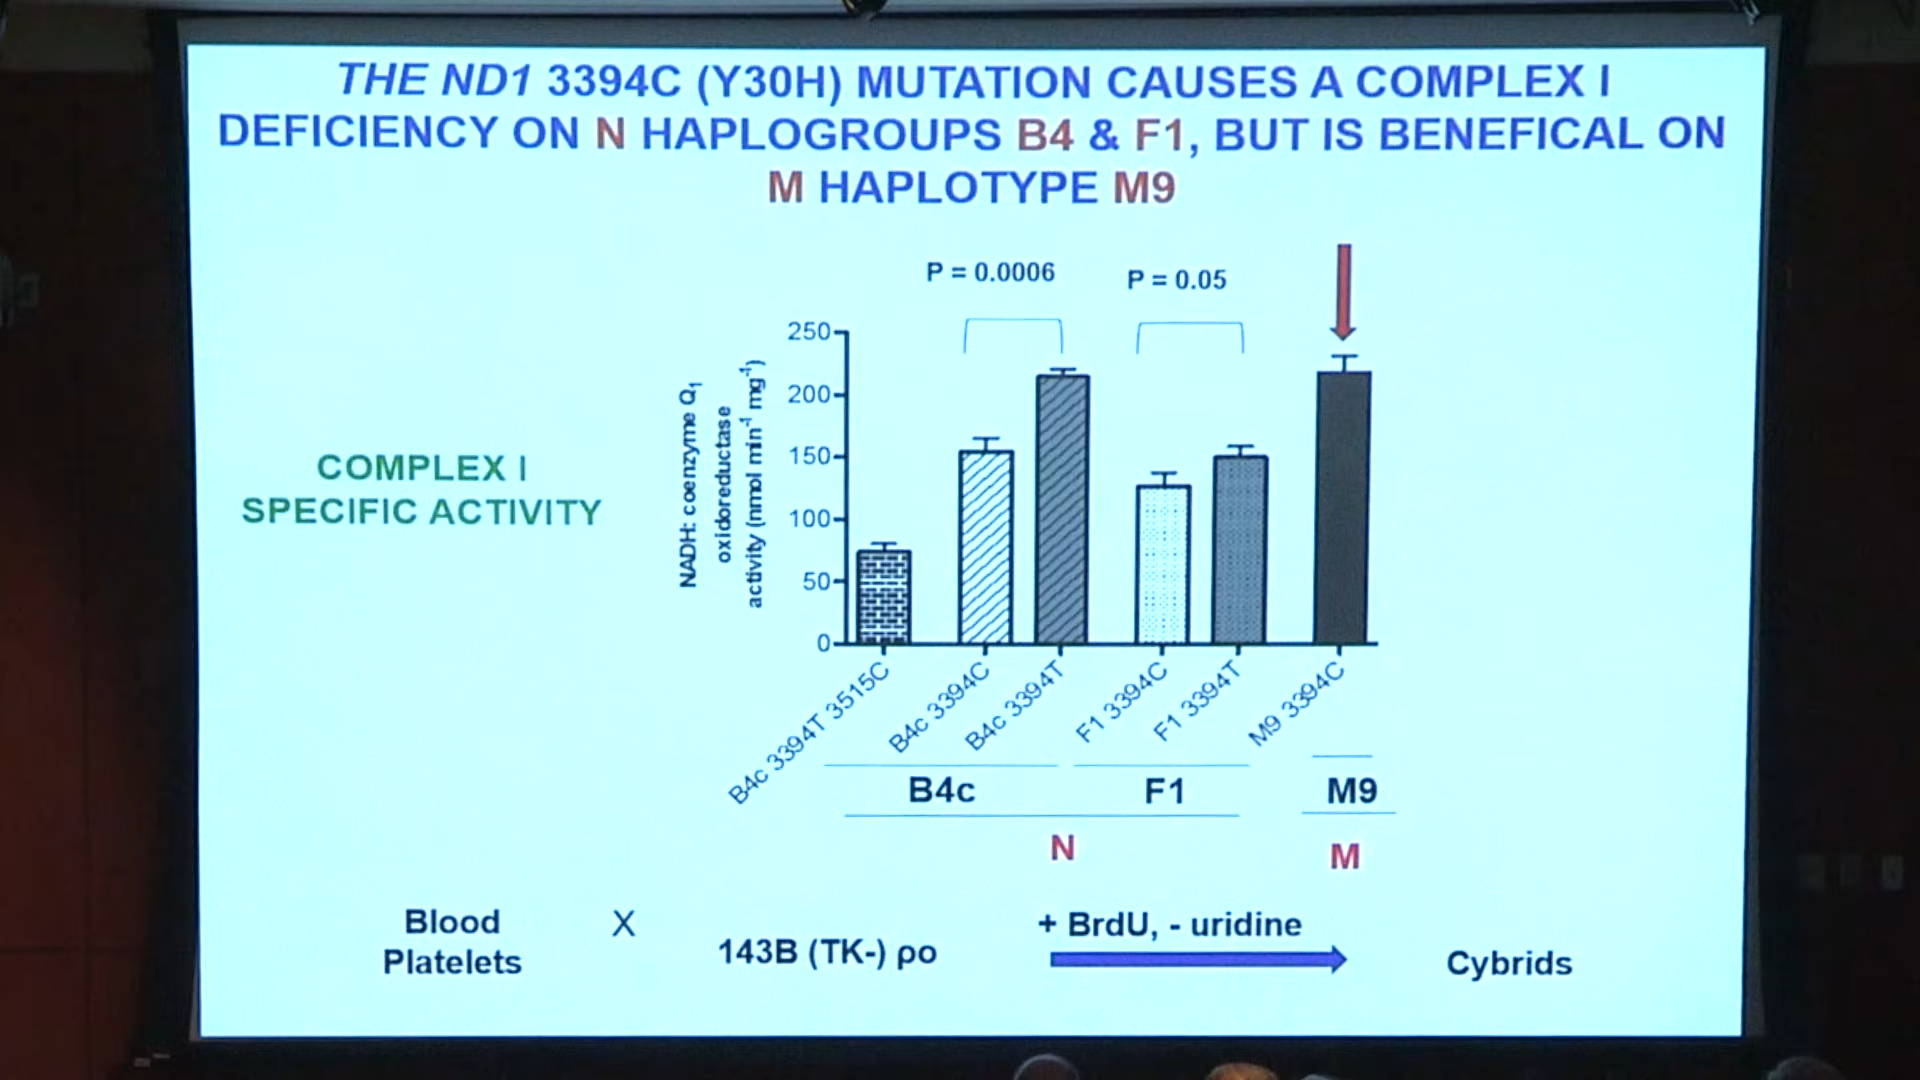 THE ND1 3394C (Y30H) MUTATION CAUSES A COMPLEX I
DEFICIENCY ON N HAPLOGROUPS B4 & F1, BUT IS BENEFICAL ON
M HAPLOTYPE M9
P = 0.0006
P = 0.05
COMPLEX I
SPECIFIC ACTIVITY
NADH: coenzyme Q1
oxidoreductase
activity (nmol min-1 mg-1)
250
200
150
100
50
0
B4c 3394T 3515C
B4c 3394C
B4c 3394T
F1 3394C
F1 3394T
M9 3394C
B4c
F1
M9
N
M
Blood
Platelets
X
143B (TK-) ρο
+ BrdU, - uridine
Cybrids